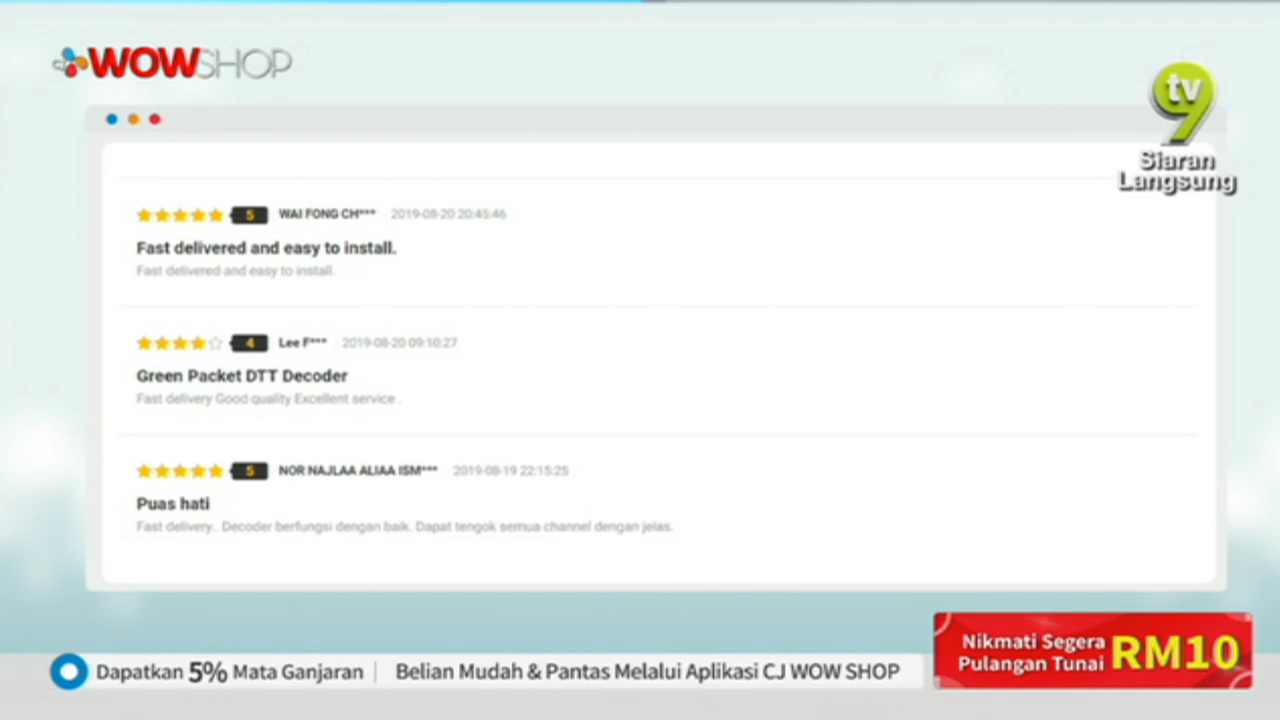 CJ WOWSHOP
tv9
Siaran
Langsung
5 WAI FONG CH*** 2019-08-20 20:45:46
Fast delivered and easy to install.
Fast delivered and easy to install.
4 Lee F*** 2019-08-20 09:10:27
Green Packet DTT Decoder
Fast delivery Good quality Excellent service .
5 NOR NAJLAA ALIAA ISM*** 2019-08-19 22:15:25
Puas hati
Fast delivery.. Decoder berfungsi dengan baik. Dapat tengok semua channel dengan jelas.
Dapatkan 5% Mata Ganjaran | Belian Mudah & Pantas Melalui Aplikasi CJ WOW SHOP
Nikmati Segera
Pulangan Tunai RM10